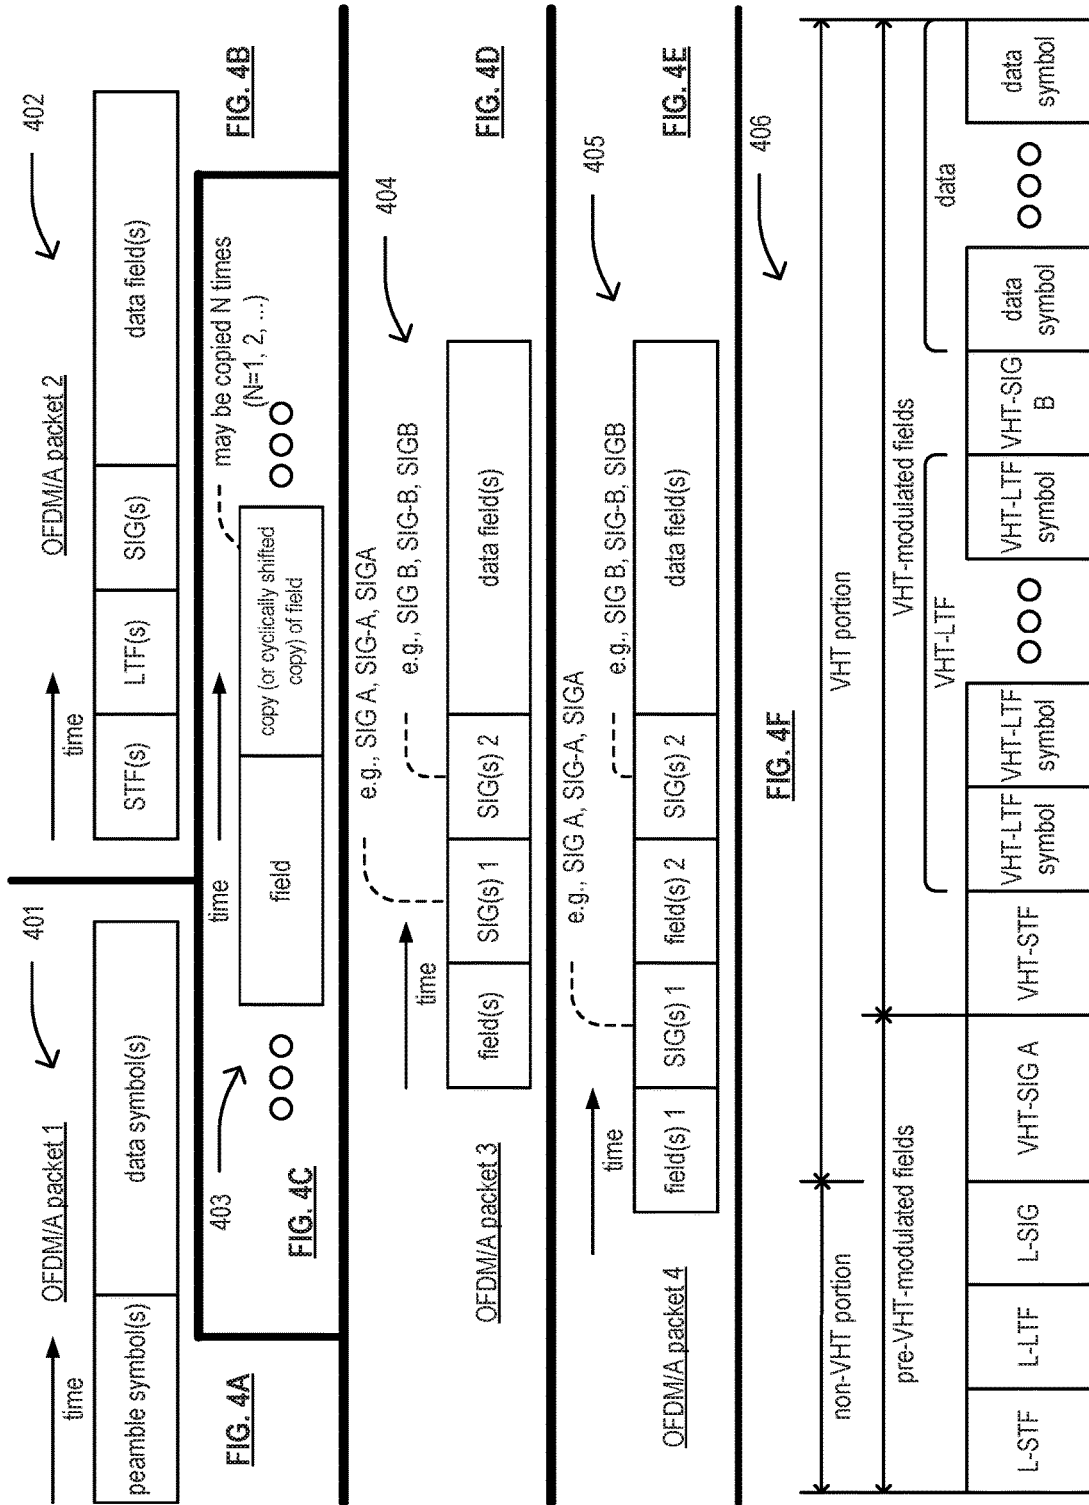 time
OFDM/A packet 1
401
peamble symbol(s)
data symbol(s)
FIG. 4A
time
OFDM/A packet 2
402
STF(s)
LTF(s)
SIG(s)
data field(s)
FIG. 4B
403
time
may be copied N times
(N=1, 2, ...)
field
copy (or cyclically shifted
copy) of field
FIG. 4C
e.g., SIG A, SIG-A, SIGA
404
time
e.g., SIG B, SIG-B, SIGB
field(s)
SIG(s) 1
SIG(s) 2
data field(s)
OFDM/A packet 3
FIG. 4D
e.g., SIG A, SIG-A, SIGA
405
time
e.g., SIG B, SIG-B, SIGB
field(s) 1
SIG(s) 1
field(s) 2
SIG(s) 2
data field(s)
OFDM/A packet 4
FIG. 4E
FIG. 4F
406
non-VHT portion
VHT portion
pre-VHT-modulated fields
VHT-modulated fields
VHT-LTF
data
L-STF
L-LTF
L-SIG
VHT-SIG A
VHT-STF
VHT-LTF
symbol
VHT-LTF
symbol
VHT-LTF
symbol
VHT-SIG
B
data
symbol
data
symbol